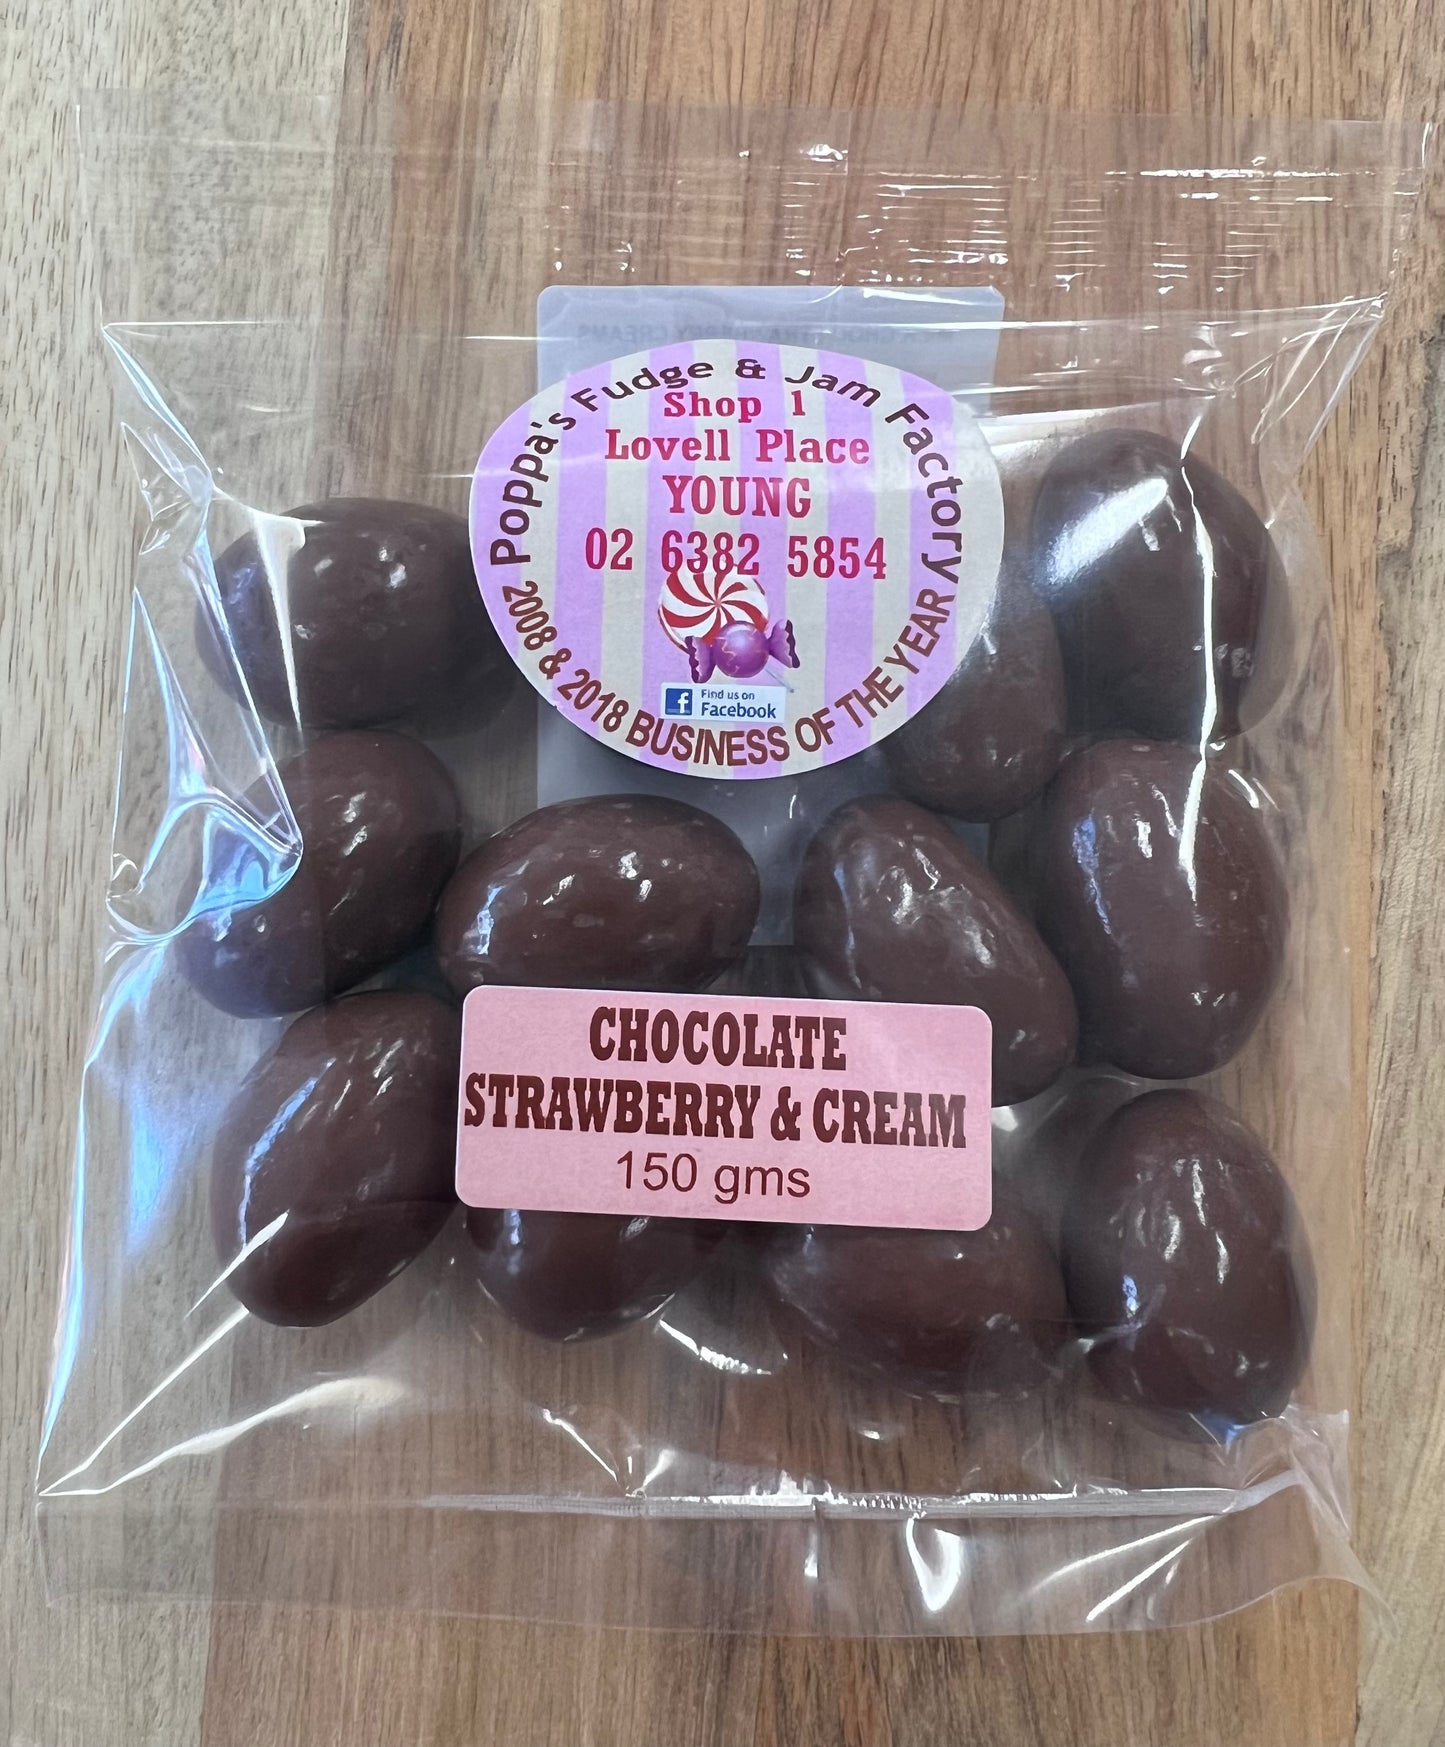 Poppa's Fudge & Jam Factory
Shop 1
Lovell Place
YOUNG
02 6382 5854
Find us on
Facebook
2008 & 2018 BUSINESS OF THE YEAR
CHOCOLATE
STRAWBERRY & CREAM
150 gms